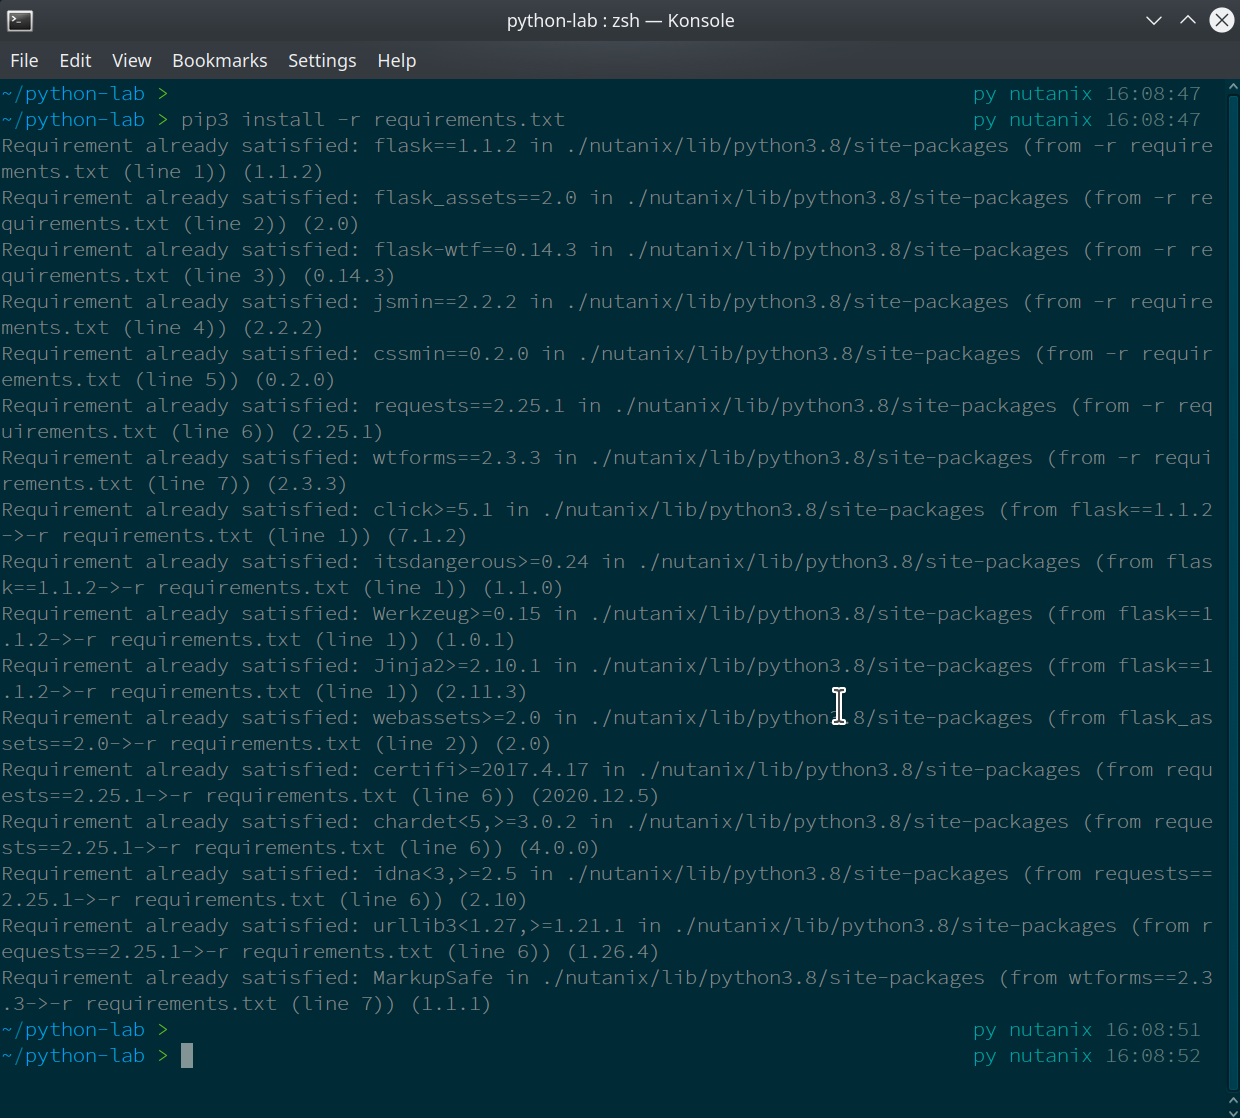 python-lab : zsh — Konsole
File Edit View Bookmarks Settings Help
~/python-lab > py nutanix 16:08:47
~/python-lab > pip3 install -r requirements.txt py nutanix 16:08:47
Requirement already satisfied: flask==1.1.2 in ./nutanix/lib/python3.8/site-packages (from -r require
ments.txt (line 1)) (1.1.2)
Requirement already satisfied: flask_assets==2.0 in ./nutanix/lib/python3.8/site-packages (from -r re
quirements.txt (line 2)) (2.0)
Requirement already satisfied: flask-wtf==0.14.3 in ./nutanix/lib/python3.8/site-packages (from -r re
quirements.txt (line 3)) (0.14.3)
Requirement already satisfied: jsmin==2.2.2 in ./nutanix/lib/python3.8/site-packages (from -r require
ments.txt (line 4)) (2.2.2)
Requirement already satisfied: cssmin==0.2.0 in ./nutanix/lib/python3.8/site-packages (from -r requir
ements.txt (line 5)) (0.2.0)
Requirement already satisfied: requests==2.25.1 in ./nutanix/lib/python3.8/site-packages (from -r req
uirements.txt (line 6)) (2.25.1)
Requirement already satisfied: wtforms==2.3.3 in ./nutanix/lib/python3.8/site-packages (from -r requi
rements.txt (line 7)) (2.3.3)
Requirement already satisfied: click>=5.1 in ./nutanix/lib/python3.8/site-packages (from flask==1.1.2
->-r requirements.txt (line 1)) (7.1.2)
Requirement already satisfied: itsdangerous>=0.24 in ./nutanix/lib/python3.8/site-packages (from flas
k==1.1.2->-r requirements.txt (line 1)) (1.1.0)
Requirement already satisfied: Werkzeug>=0.15 in ./nutanix/lib/python3.8/site-packages (from flask==1
.1.2->-r requirements.txt (line 1)) (1.0.1)
Requirement already satisfied: Jinja2>=2.10.1 in ./nutanix/lib/python3.8/site-packages (from flask==1
.1.2->-r requirements.txt (line 1)) (2.11.3)
Requirement already satisfied: webassets>=2.0 in ./nutanix/lib/python3.8/site-packages (from flask_as
sets==2.0->-r requirements.txt (line 2)) (2.0)
Requirement already satisfied: certifi>=2017.4.17 in ./nutanix/lib/python3.8/site-packages (from requ
ests==2.25.1->-r requirements.txt (line 6)) (2020.12.5)
Requirement already satisfied: chardet<5,>=3.0.2 in ./nutanix/lib/python3.8/site-packages (from reque
sts==2.25.1->-r requirements.txt (line 6)) (4.0.0)
Requirement already satisfied: idna<3,>=2.5 in ./nutanix/lib/python3.8/site-packages (from requests==
2.25.1->-r requirements.txt (line 6)) (2.10)
Requirement already satisfied: urllib3<1.27,>=1.21.1 in ./nutanix/lib/python3.8/site-packages (from r
equests==2.25.1->-r requirements.txt (line 6)) (1.26.4)
Requirement already satisfied: MarkupSafe in ./nutanix/lib/python3.8/site-packages (from wtforms==2.3
.3->-r requirements.txt (line 7)) (1.1.1)
~/python-lab > py nutanix 16:08:51
~/python-lab > py nutanix 16:08:52